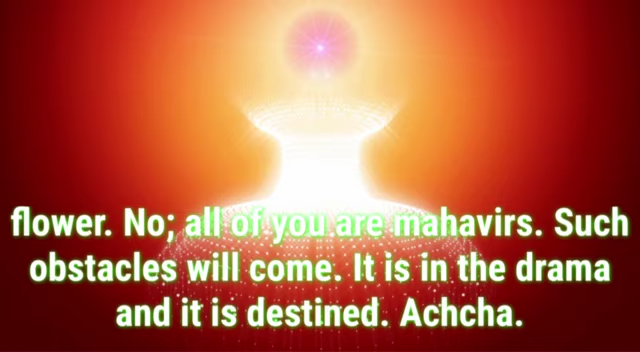 flower. No; all of you are mahavirs. Such
obstacles will come. It is in the drama
and it is destined. Achcha.